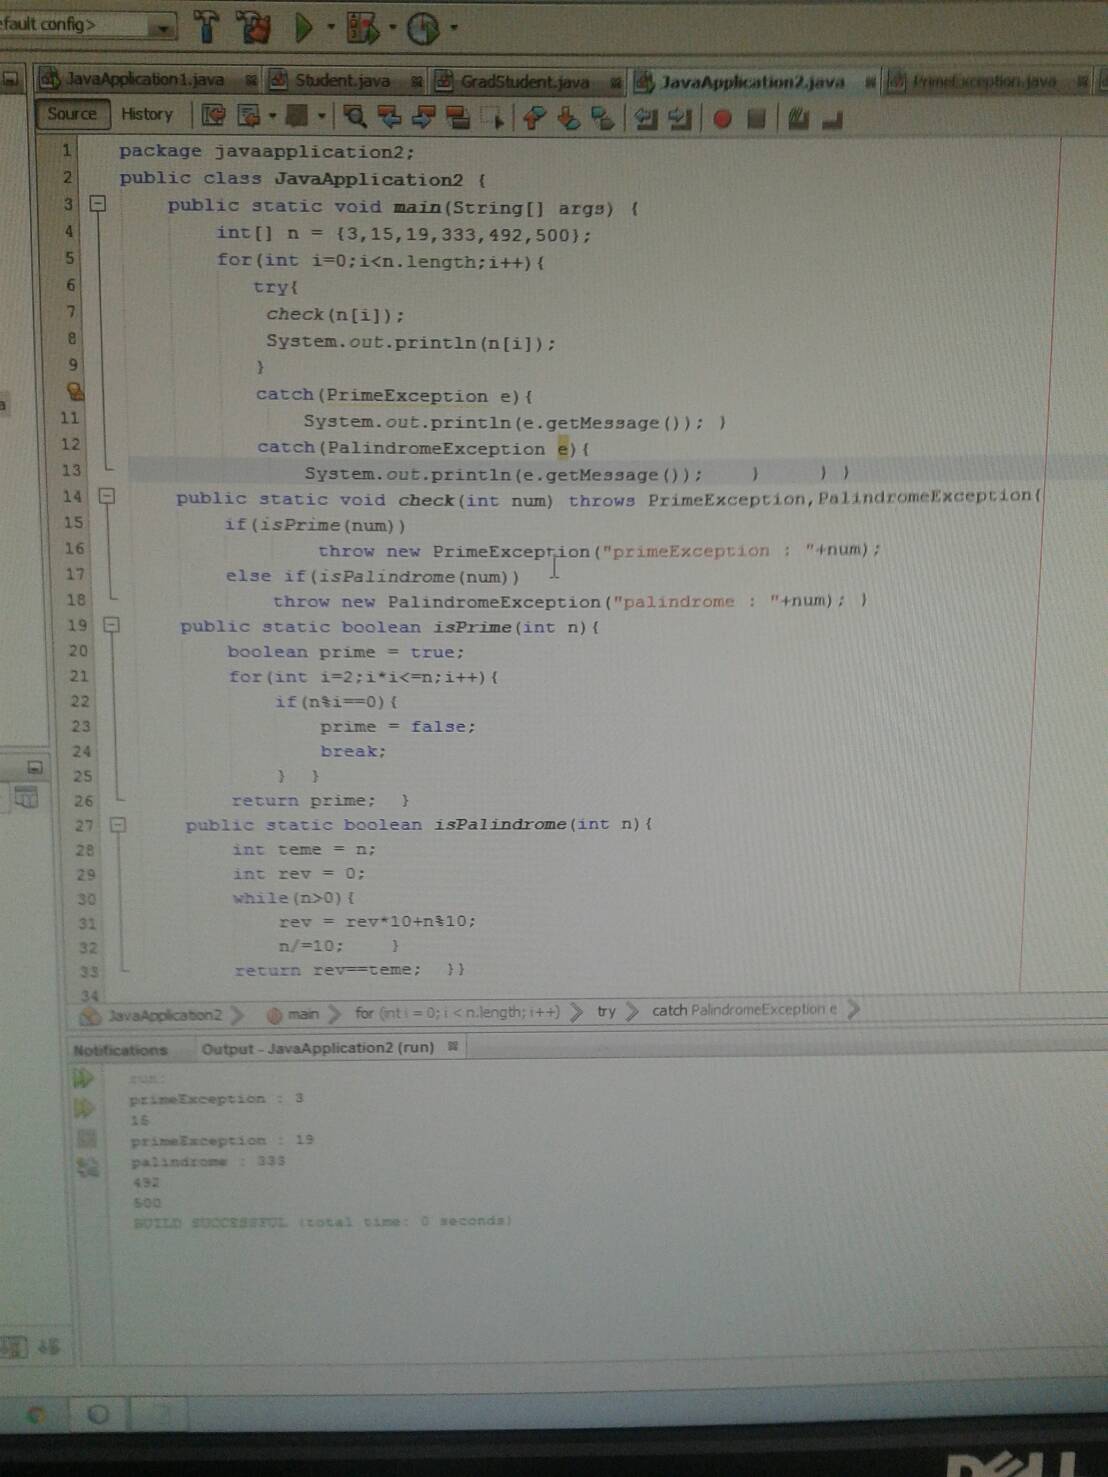 fault config>
JavaApplication1.java Student.java GradStudent.java JavaApplication2.java PrimeException.java
Source History
1 package javaapplication2;
2 public class JavaApplication2 {
3 public static void main(String[] args) {
4 int[] n = {3,15,19,333,492,500};
5 for(int i=0;i<n.length;i++){
6 try{
7 check(n[i]);
8 System.out.println(n[i]);
9 }
catch(PrimeException e){
11 System.out.println(e.getMessage()); }
12 catch(PalindromeException e){
13 System.out.println(e.getMessage()); } } }
14 public static void check(int num) throws PrimeException,PalindromeException{
15 if(isPrime(num))
16 throw new PrimeException("primeException : "+num);
17 else if(isPalindrome(num))
18 throw new PalindromeException("palindrome : "+num); }
19 public static boolean isPrime(int n){
20 boolean prime = true;
21 for(int i=2;i*i<=n;i++){
22 if(n%i==0){
23 prime = false;
24 break;
25 } }
26 return prime; }
27 public static boolean isPalindrome(int n){
28 int teme = n;
29 int rev = 0;
30 while(n>0){
31 rev = rev*10+n%10;
32 n/=10; }
33 return rev==teme; }}
34
JavaApplication2 main for (int i = 0; i < n.length; i++) try catch PalindromeException e
Notifications Output - JavaApplication2 (run)
run:
primeException : 3
15
primeException : 19
palindrome : 333
492
500
BUILD SUCCESSFUL (total time: 0 seconds)
DELL